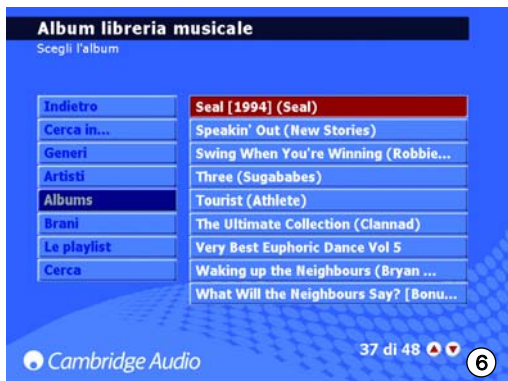 Album libreria musicale
Scegli l'album
Indietro
Cerca in...
Generi
Artisti
Albums
Brani
Le playlist
Cerca
Seal [1994] (Seal)
Speakin' Out (New Stories)
Swing When You're Winning (Robbie...
Three (Sugababes)
Tourist (Athlete)
The Ultimate Collection (Clannad)
Very Best Euphoric Dance Vol 5
Waking up the Neighbours (Bryan ...
What Will the Neighbours Say? [Bonu...
37 di 48
Cambridge Audio
6